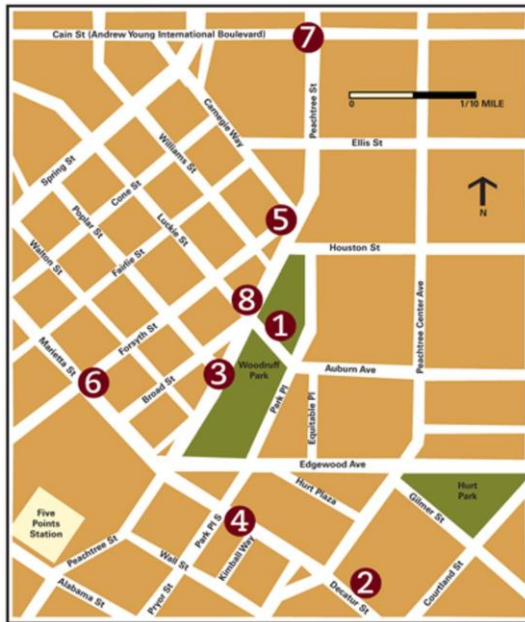 Cain St (Andrew Young International Boulevard)
7
Peachtree St
0 1/10 MILE
Carnegie Way
Ellis St
Williams St
Spring St
Cone St
N
Poplar St
Luckie St
5
Walton St
Fairlie St
Houston St
Peachtree Center Ave
8
1
Forsyth St
Marietta St
3
Woodruff
Park
Auburn Ave
6
Broad St
Park Pl
Equitable Pl
Edgewood Ave
Hurt Plaza
Hurt
Park
Gilmer St
Five
Points
Station
Park Pl S
4
Peachtree St
Wall St
Kimball Way
2
Alabama St
Pryor St
Decatur St
Courtland St